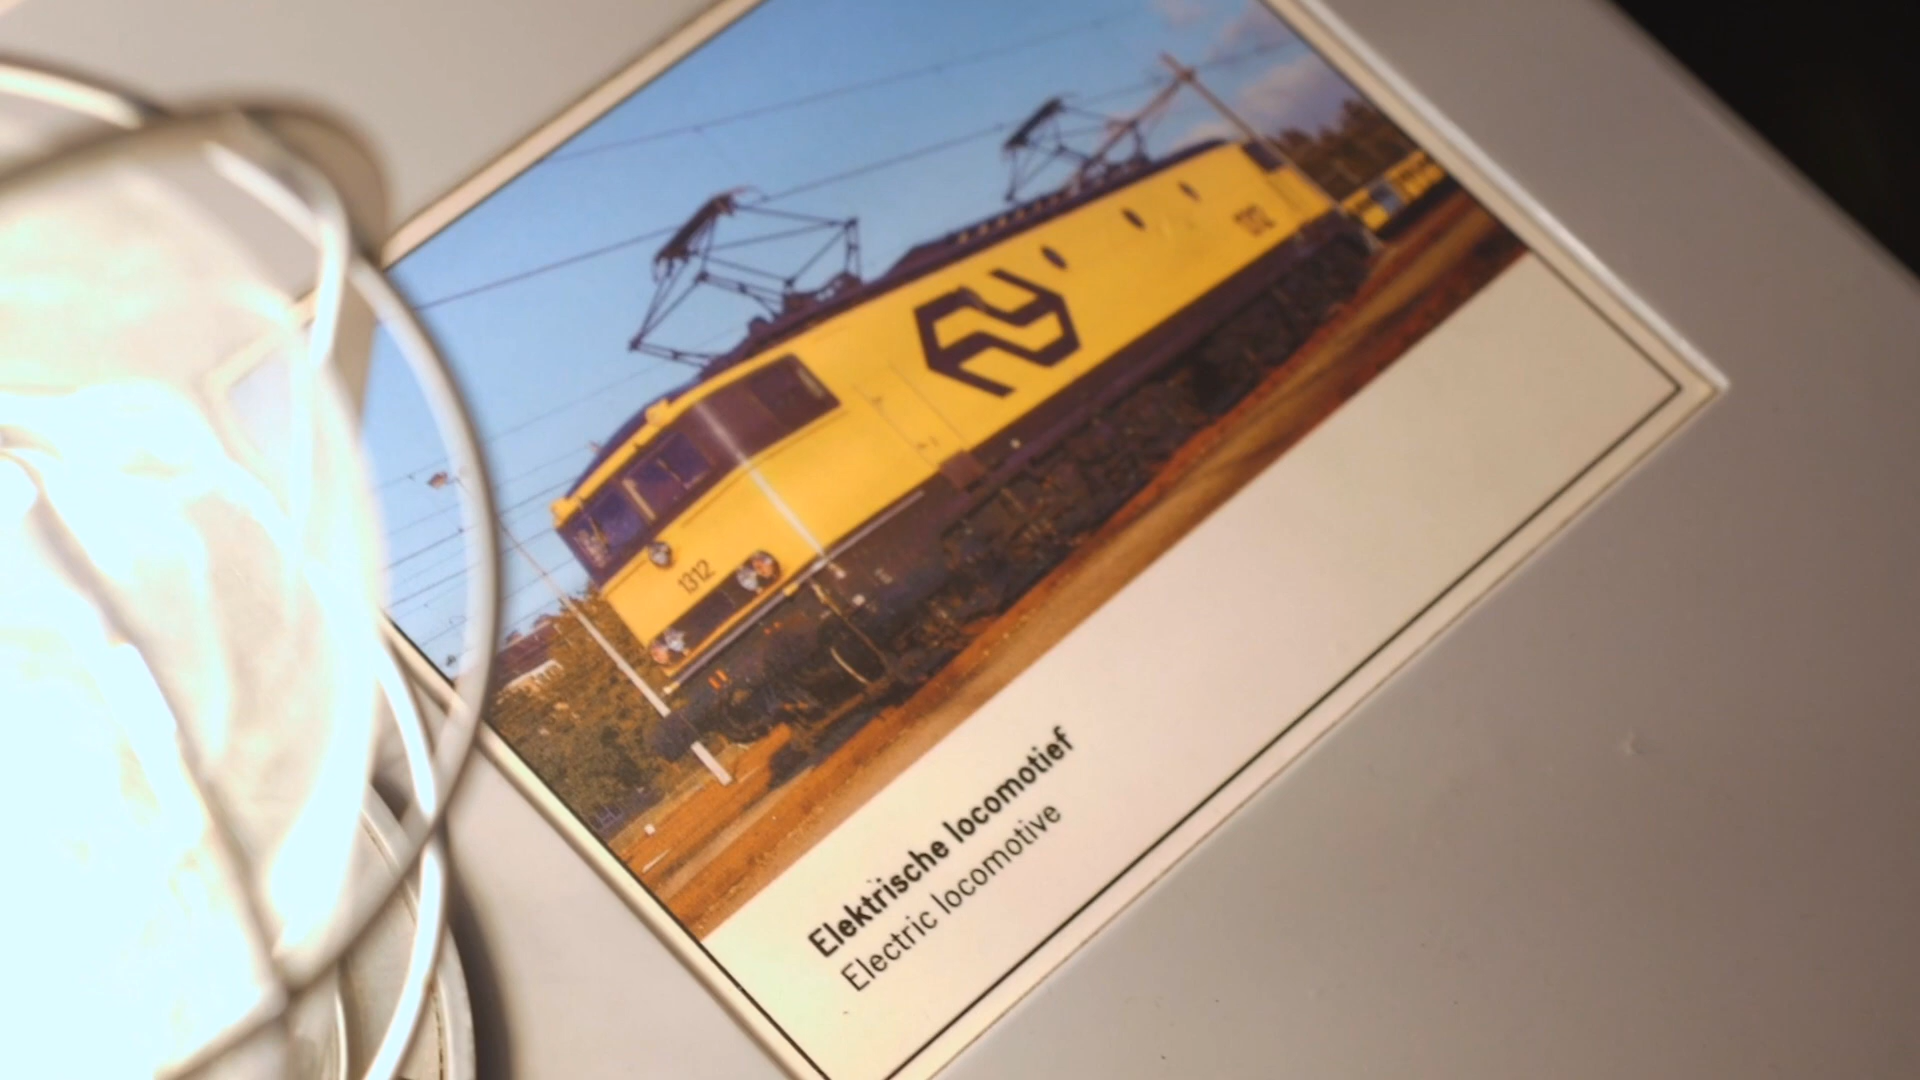 1312
1312
Elektrische locomotief
Electric locomotive